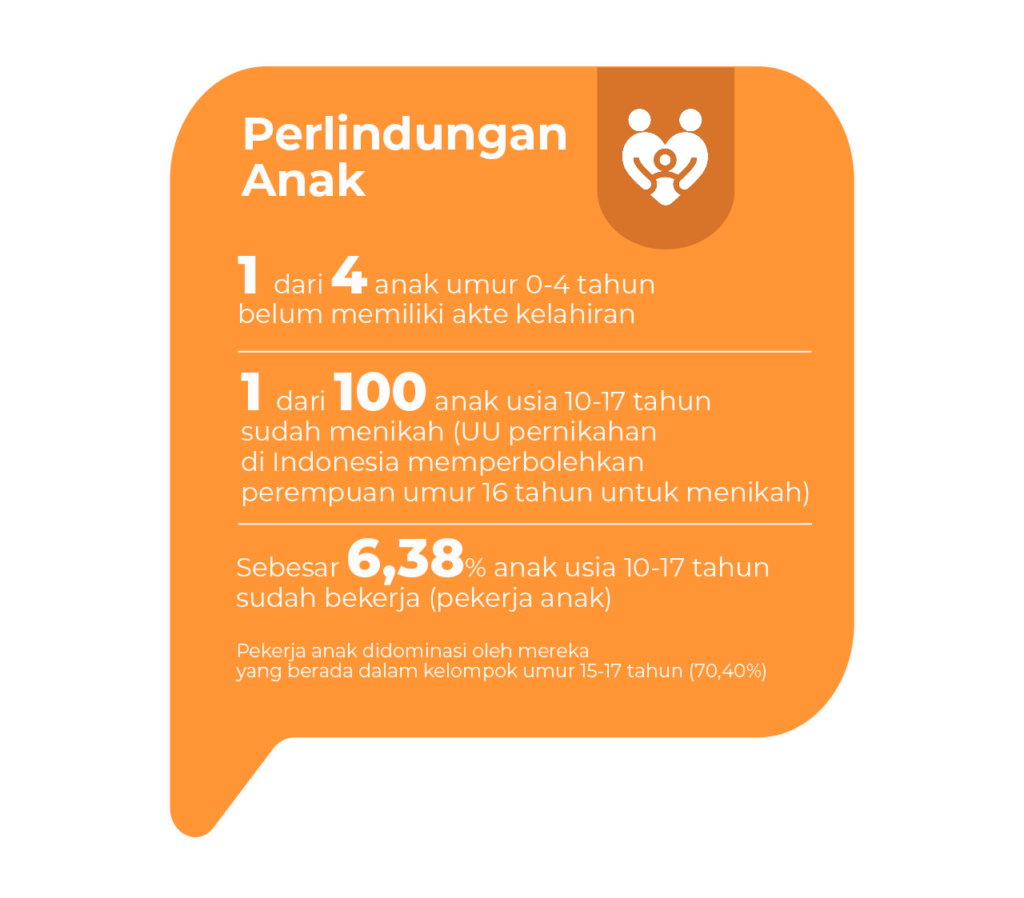 Perlindungan
Anak
1 dari 4 anak umur 0-4 tahun
belum memiliki akte kelahiran
1 dari 100 anak usia 10-17 tahun
sudah menikah (UU pernikahan
di Indonesia memperbolehkan
perempuan umur 16 tahun untuk menikah)
Sebesar 6,38% anak usia 10-17 tahun
sudah bekerja (pekerja anak)
Pekerja anak didominasi oleh mereka
yang berada dalam kelompok umur 15-17 tahun (70,40%)